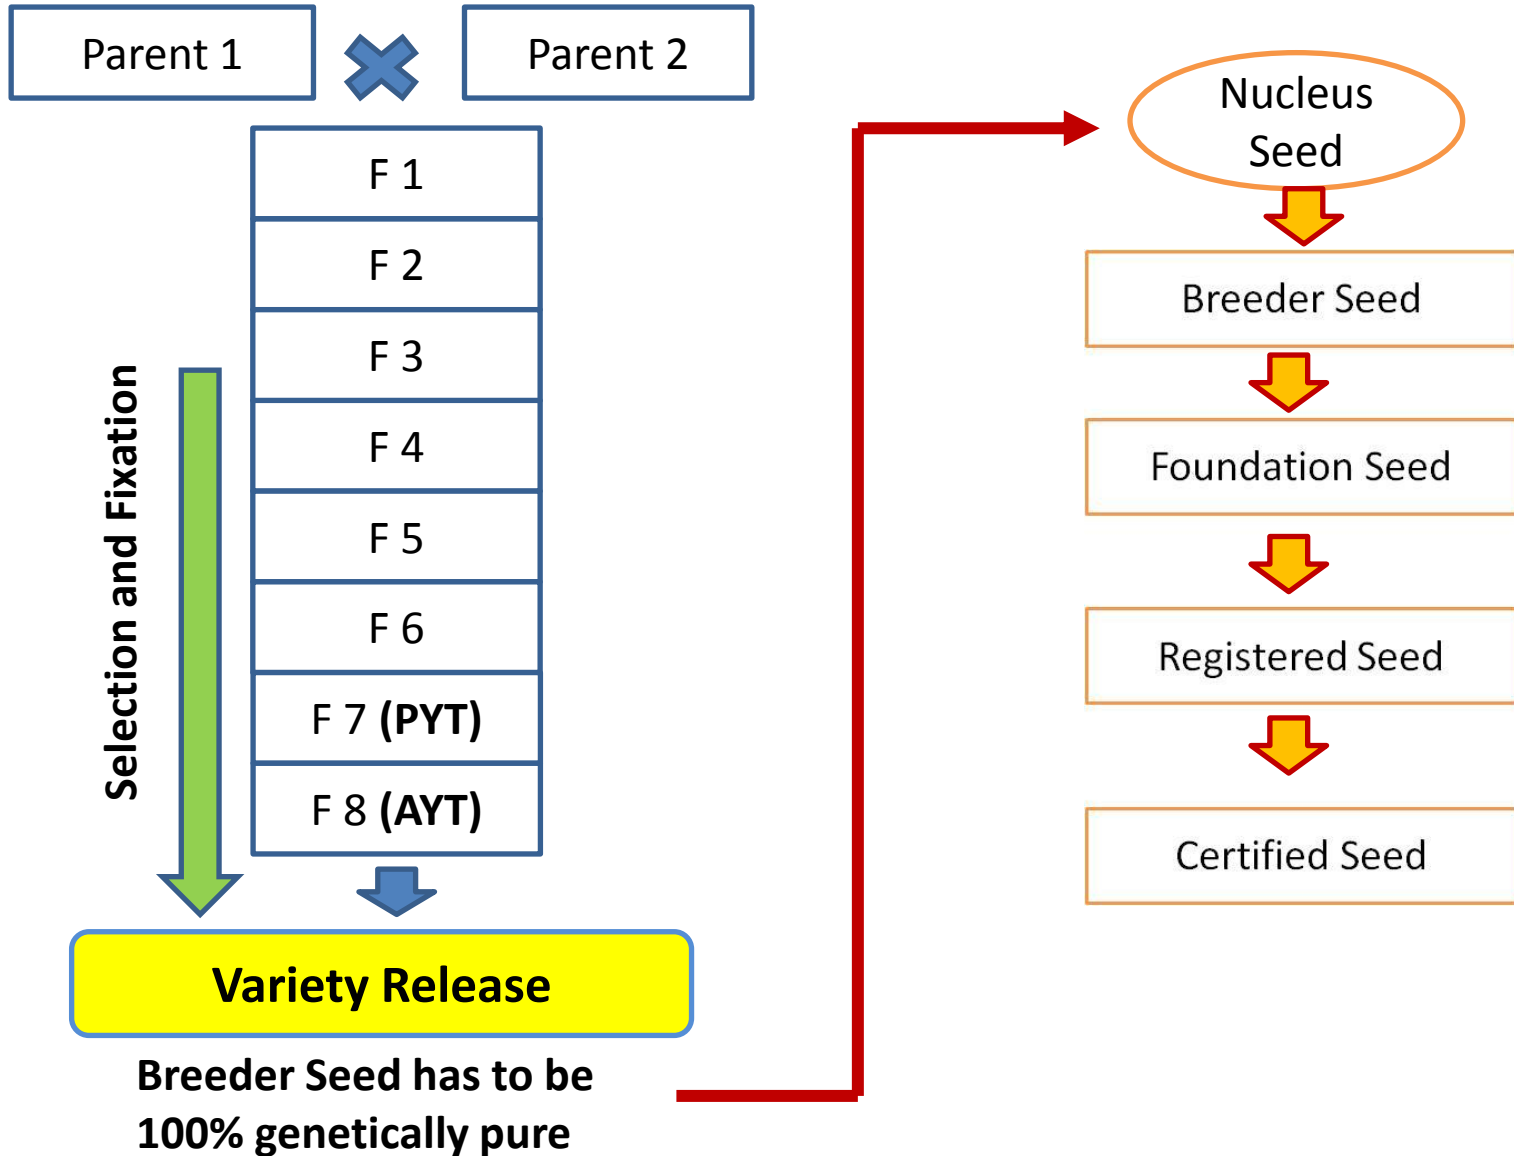 Parent 1
Parent 2
F 1
F 2
F 3
F 4
F 5
F 6
F 7 (PYT)
F 8 (AYT)
Selection and Fixation
Variety Release
Breeder Seed has to be
100% genetically pure
Nucleus
Seed
Breeder Seed
Foundation Seed
Registered Seed
Certified Seed